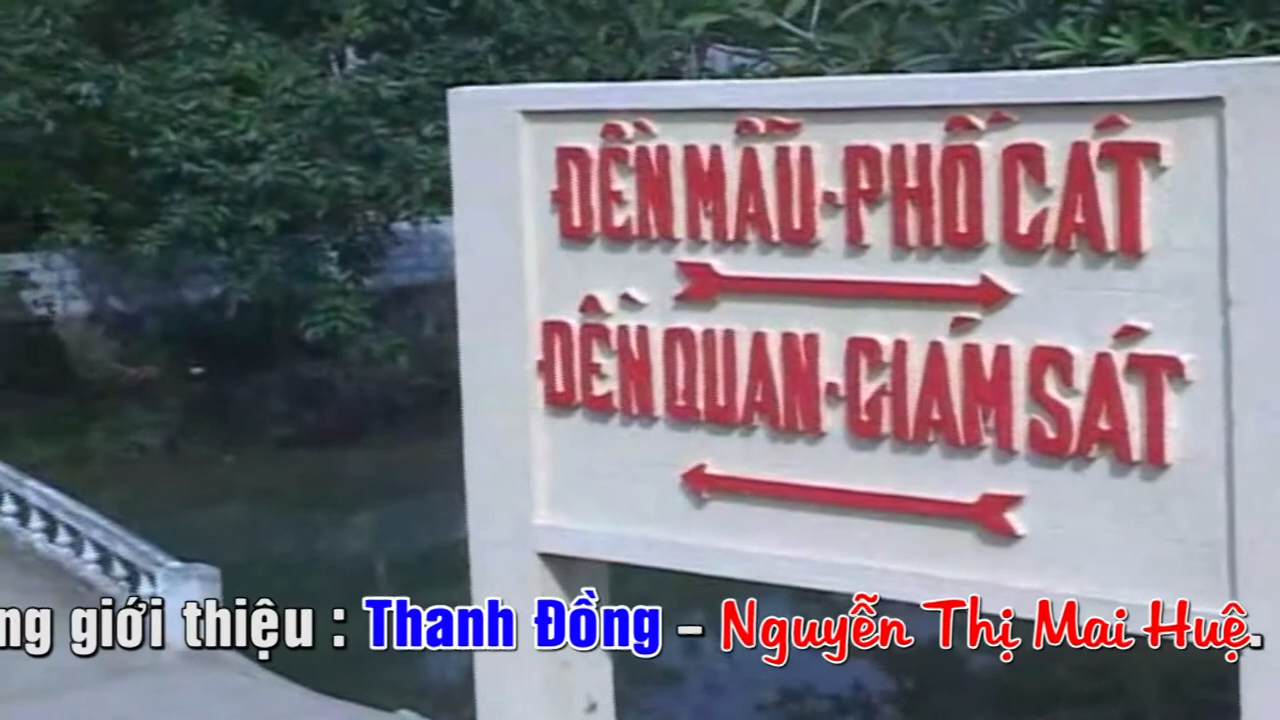 ĐỀN MẪU-PHỐ CÁT
ĐỀN QUAN-GIÁM SÁT
ng giới thiệu : Thanh Đồng - Nguyễn Thị Mai Huệ.